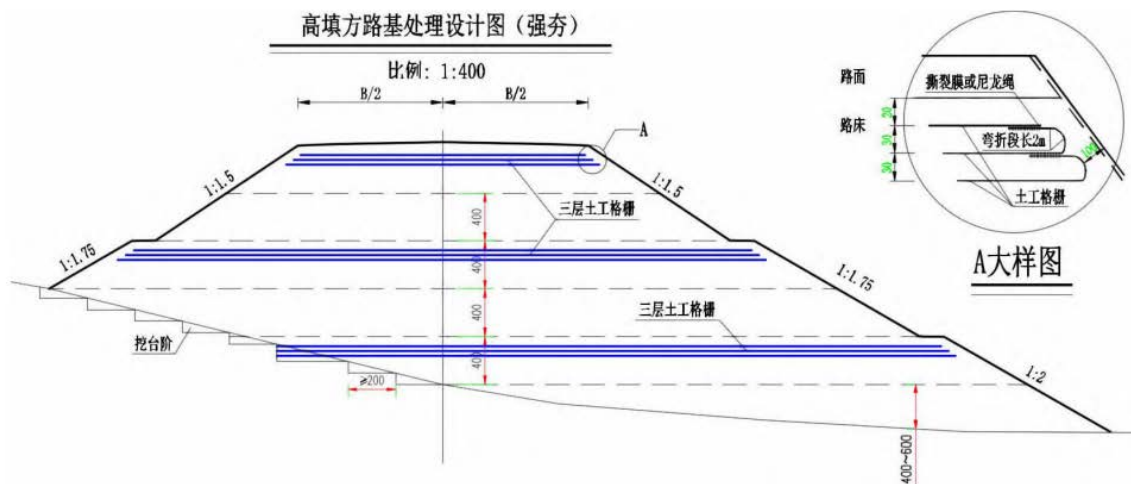 高填方路基处理设计图（强夯）
比例：1:400
B/2
B/2
A
1:1.5
1:1.5
三层土工格栅
400
1:1.75
400
1:1.75
400
三层土工格栅
挖台阶
400
≥200
1:2
400~600
路面
撕裂膜或尼龙绳
20
路床
30
弯折段长2m
100
30
土工格栅
A大样图